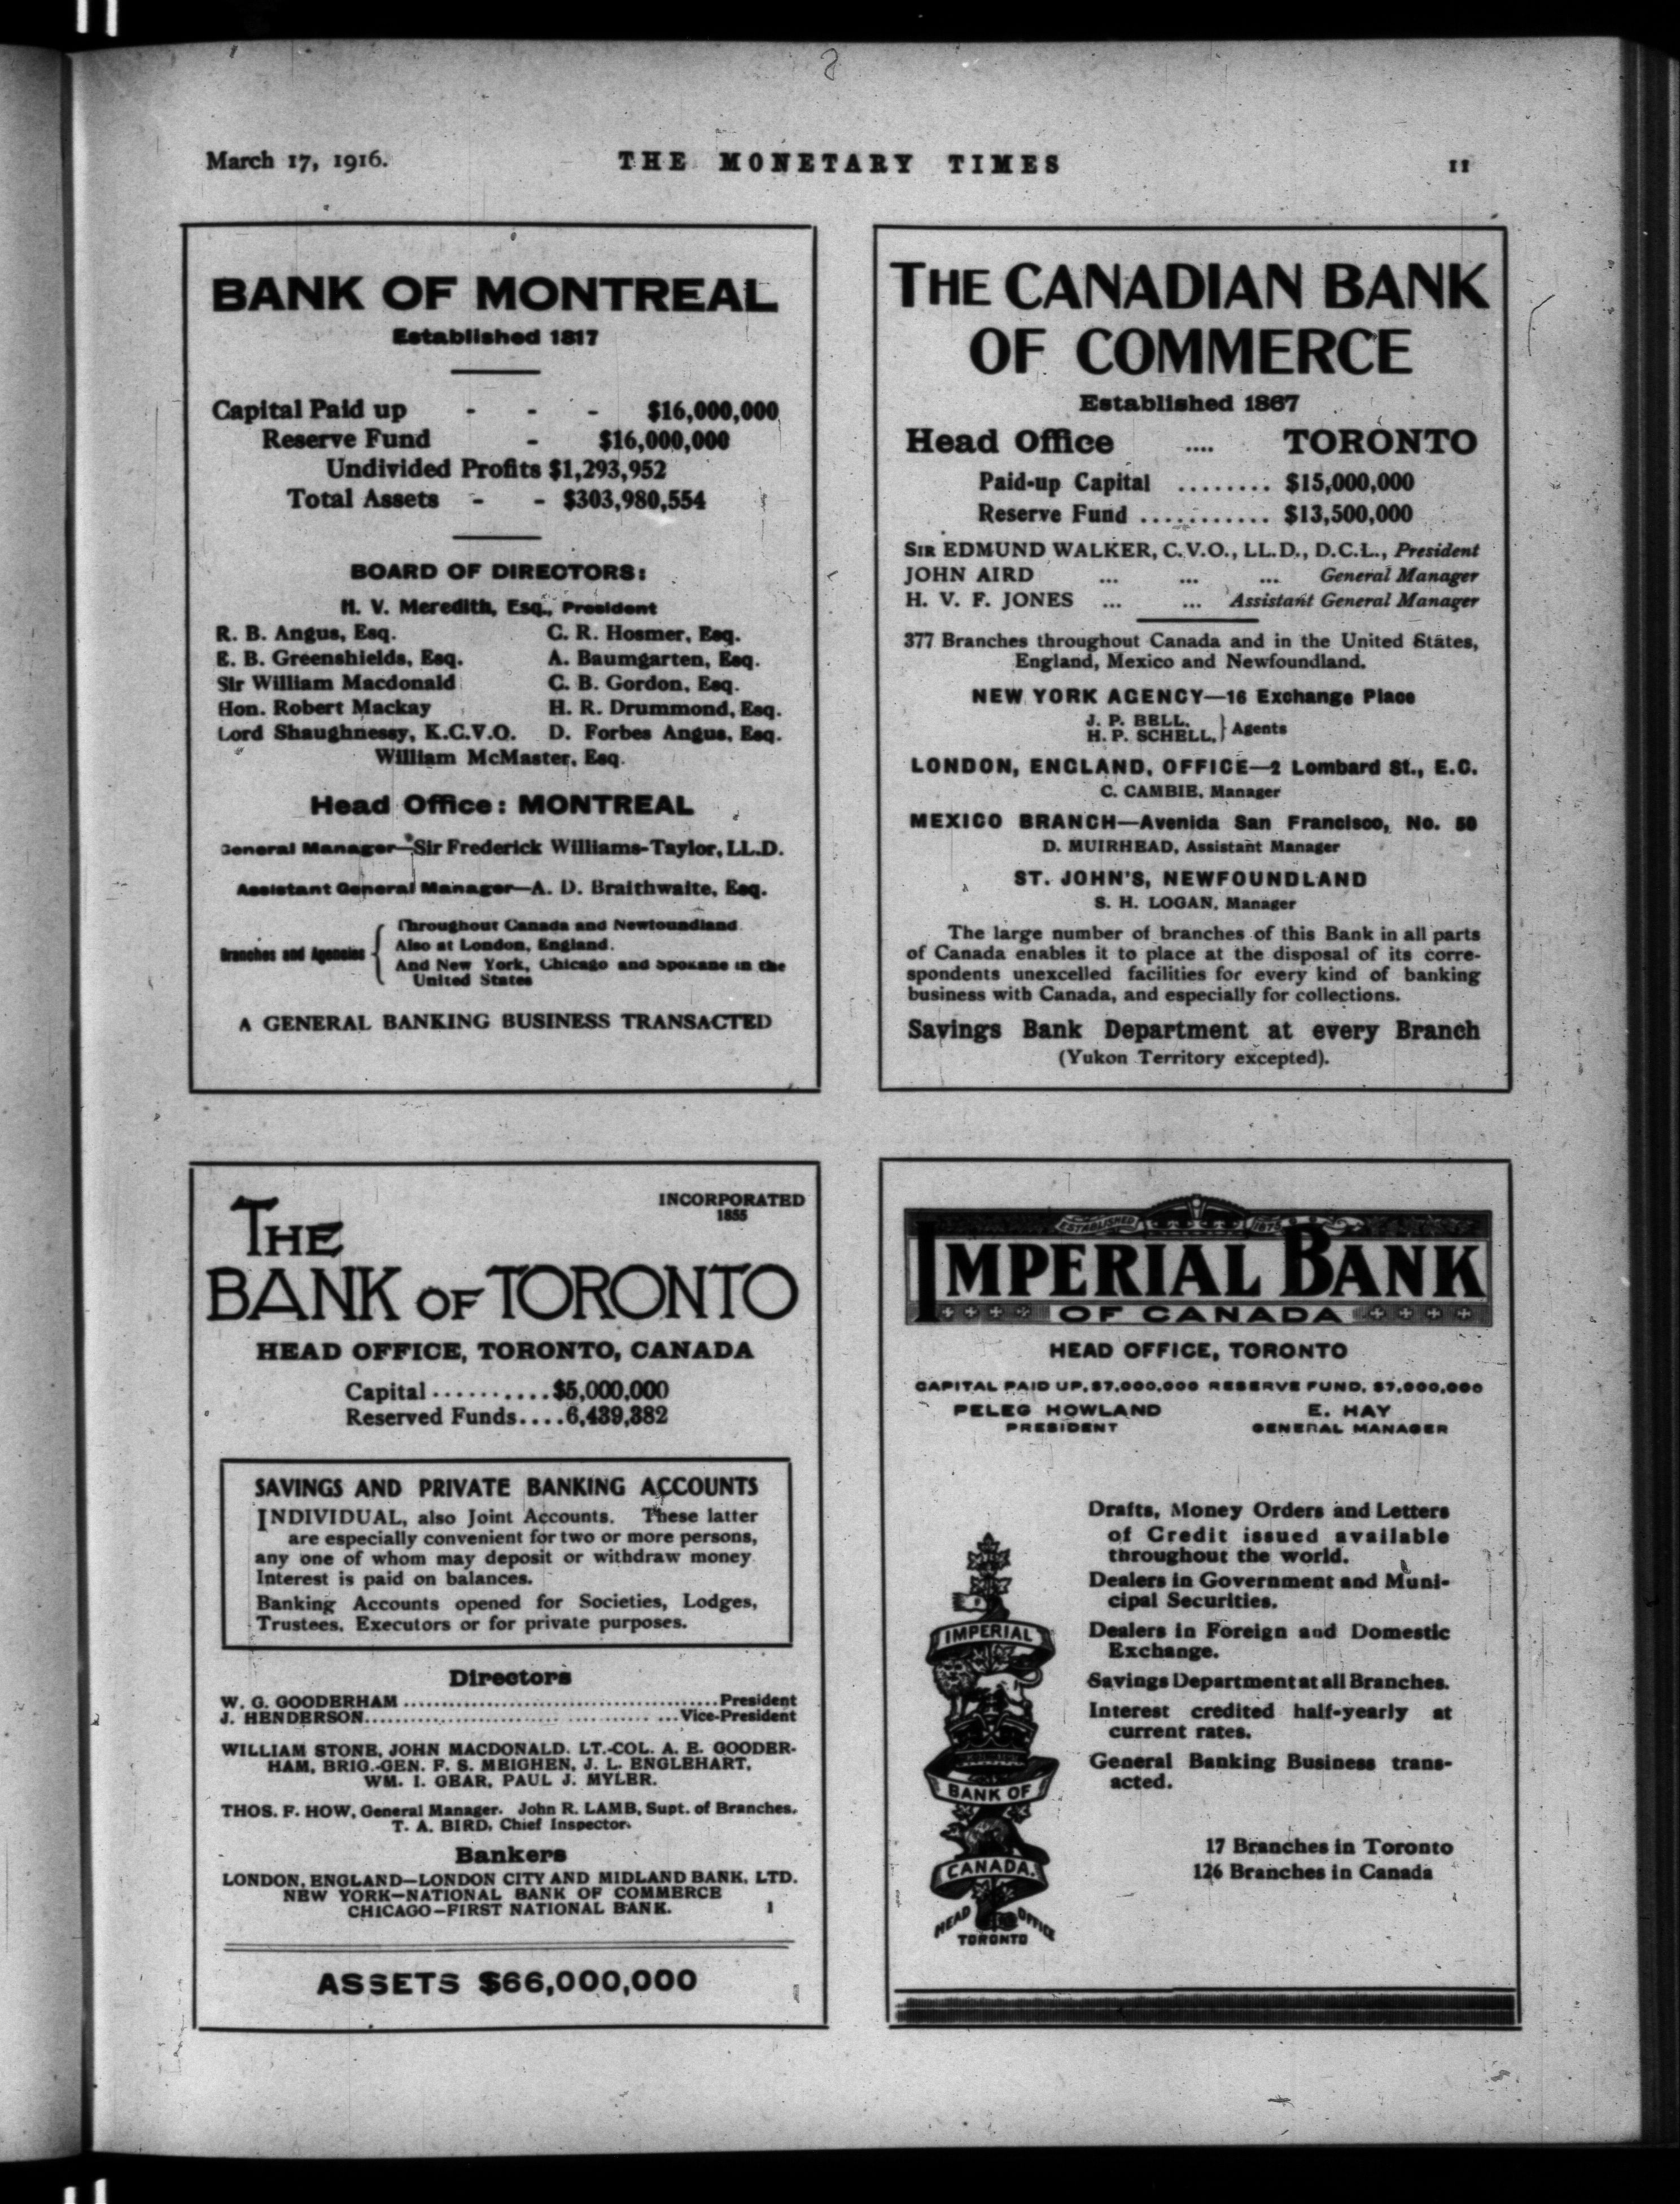 8
March 17, 1916.
THE MONETARY TIMES
11
BANK OF MONTREAL
Established 1817
Capital Paid up - - - $16,000,000
Reserve Fund - $16,000,000
Undivided Profits $1,293,952
Total Assets - - $303,980,554
BOARD OF DIRECTORS:
H. V. Meredith, Esq., President
R. B. Angus, Esq. C. R. Hosmer, Esq.
E. B. Greenshields, Esq. A. Baumgarten, Esq.
Sir William Macdonald C. B. Gordon, Esq.
Hon. Robert Mackay H. R. Drummond, Esq.
Lord Shaughnessy, K.C.V.O. D. Forbes Angus, Esq.
William McMaster, Esq.
Head Office: MONTREAL
General Manager—Sir Frederick Williams-Taylor, LL.D.
Assistant General Manager—A. D. Braithwaite, Esq.
Branches and Agencies { Throughout Canada and Newfoundland.
Also at London, England.
And New York, Chicago and Spokane in the
United States
A GENERAL BANKING BUSINESS TRANSACTED
THE CANADIAN BANK
OF COMMERCE
Established 1867
Head Office .... TORONTO
Paid-up Capital ........ $15,000,000
Reserve Fund ........... $13,500,000
SIR EDMUND WALKER, C.V.O., LL.D., D.C.L., President
JOHN AIRD ... ... ... General Manager
H. V. F. JONES ... ... Assistant General Manager
377 Branches throughout Canada and in the United States,
England, Mexico and Newfoundland.
NEW YORK AGENCY—16 Exchange Place
J. P. BELL,
H. P. SCHELL, } Agents
LONDON, ENGLAND, OFFICE—2 Lombard St., E.C.
C. CAMBIE, Manager
MEXICO BRANCH—Avenida San Francisco, No. 50
D. MUIRHEAD, Assistant Manager
ST. JOHN'S, NEWFOUNDLAND
S. H. LOGAN, Manager
The large number of branches of this Bank in all parts
of Canada enables it to place at the disposal of its corre-
spondents unexcelled facilities for every kind of banking
business with Canada, and especially for collections.
Savings Bank Department at every Branch
(Yukon Territory excepted).
INCORPORATED
1855
THE
BANK OF TORONTO
HEAD OFFICE, TORONTO, CANADA
Capital ..........$5,000,000
Reserved Funds....6,439,382
SAVINGS AND PRIVATE BANKING ACCOUNTS
INDIVIDUAL, also Joint Accounts. These latter
are especially convenient for two or more persons,
any one of whom may deposit or withdraw money.
Interest is paid on balances.
Banking Accounts opened for Societies, Lodges,
Trustees, Executors or for private purposes.
Directors
W. G. GOODERHAM ........................................President
J. HENDERSON........................................Vice-President
WILLIAM STONE, JOHN MACDONALD, LT.-COL. A. E. GOODER-
HAM, BRIG.-GEN. F. S. MEIGHEN, J. L. ENGLEHART,
WM. I. GEAR, PAUL J. MYLER.
THOS. F. HOW, General Manager. John R. LAMB, Supt. of Branches.
T. A. BIRD, Chief Inspector.
Bankers
LONDON, ENGLAND—LONDON CITY AND MIDLAND BANK, LTD.
NEW YORK—NATIONAL BANK OF COMMERCE
CHICAGO—FIRST NATIONAL BANK. 1
ASSETS $66,000,000
ESTABLISHED 1875
IMPERIAL BANK
OF CANADA
HEAD OFFICE, TORONTO
CAPITAL PAID UP, $7,000,000 RESERVE FUND, $7,000,000
PELEG HOWLAND E. HAY
PRESIDENT GENERAL MANAGER
Drafts, Money Orders and Letters
of Credit issued available
throughout the world.
Dealers in Government and Muni-
cipal Securities.
Dealers in Foreign and Domestic
Exchange.
Savings Department at all Branches.
Interest credited half-yearly at
current rates.
General Banking Business trans-
acted.
17 Branches in Toronto
126 Branches in Canada
IMPERIAL
BANK OF
CANADA.
HEAD OFFICE
TORONTO